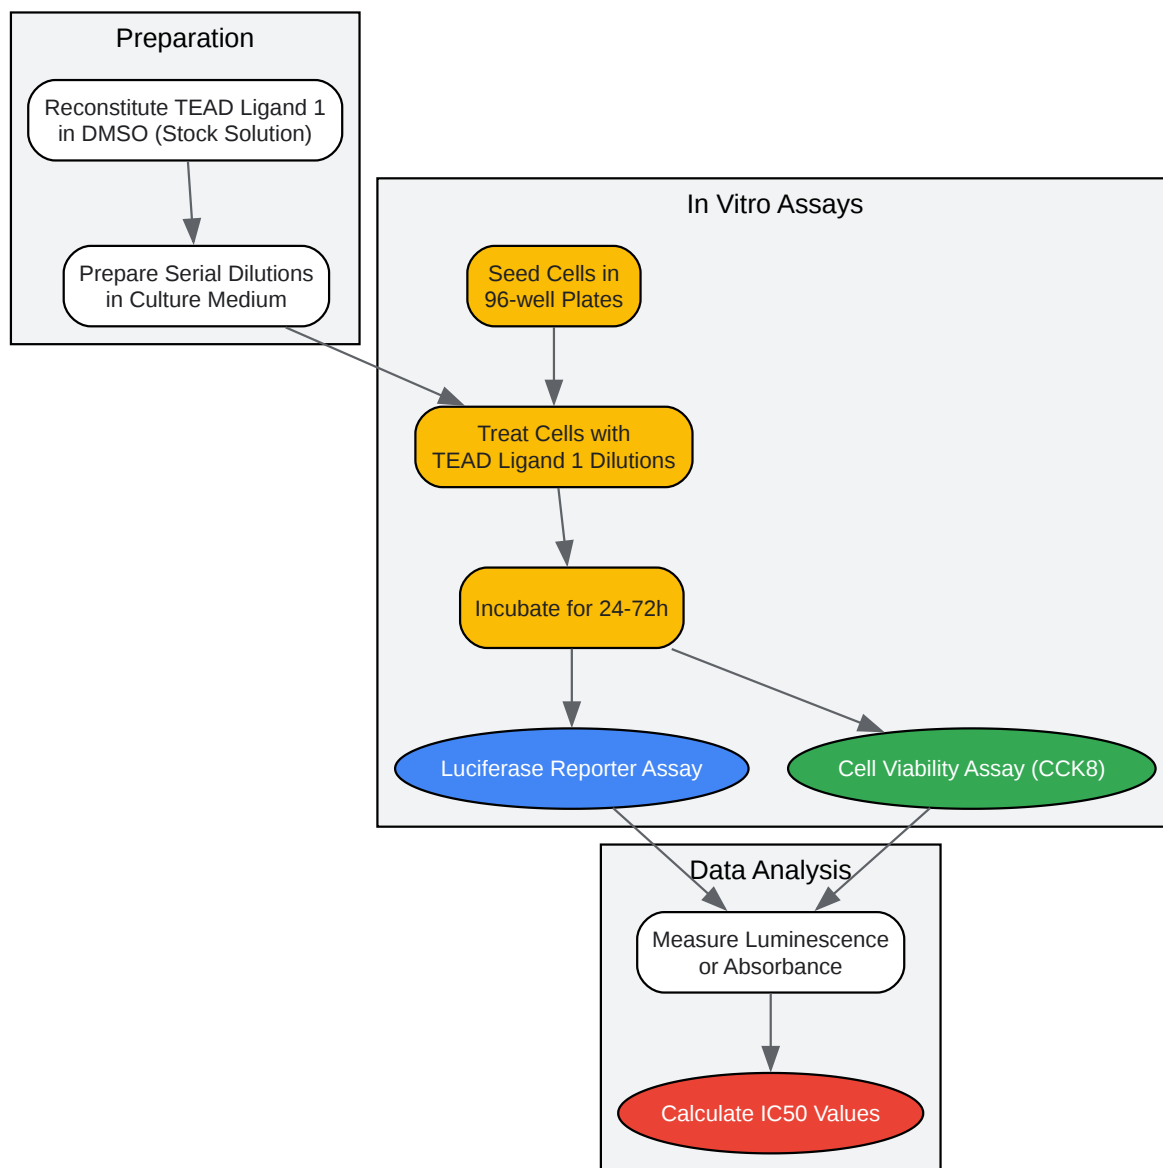 Preparation
Reconstitute TEAD Ligand 1
in DMSO (Stock Solution)
Prepare Serial Dilutions
in Culture Medium
In Vitro Assays
Seed Cells in
96-well Plates
Treat Cells with
TEAD Ligand 1 Dilutions
Incubate for 24-72h
Luciferase Reporter Assay
Cell Viability Assay (CCK8)
Data Analysis
Measure Luminescence
or Absorbance
Calculate IC50 Values